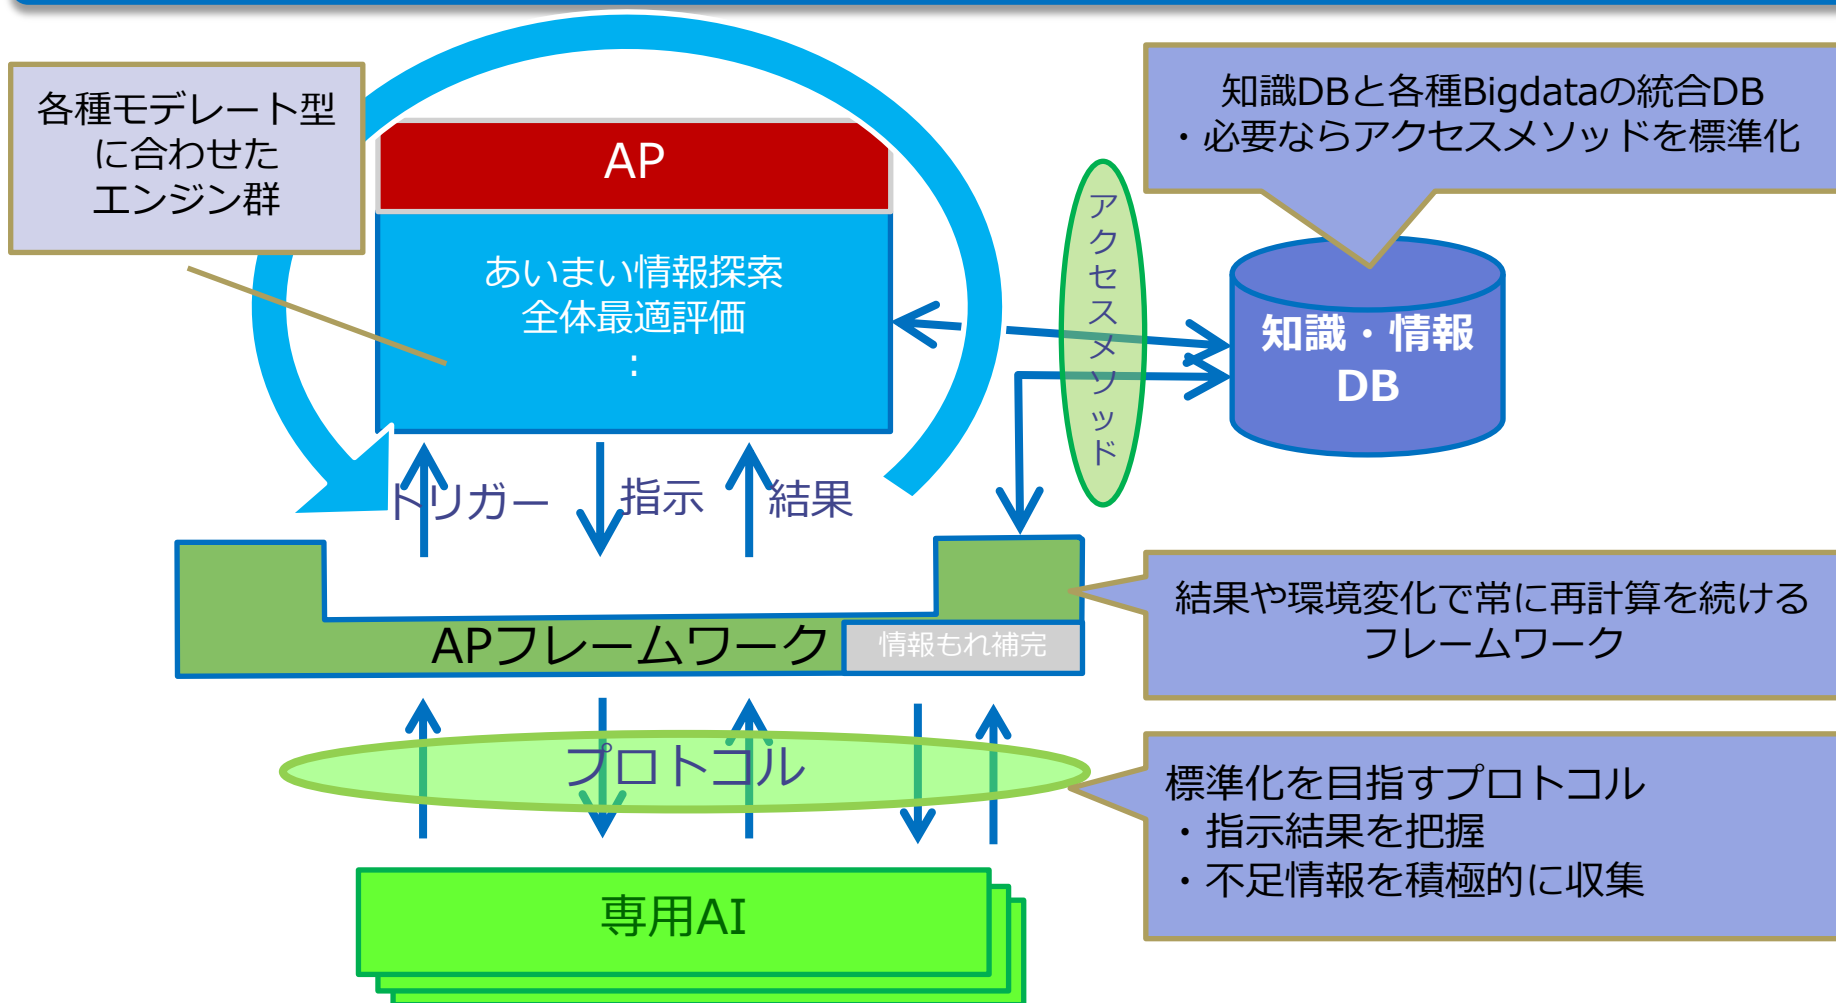 各種モデレート型
に合わせた
エンジン群
AP
あいまい情報探索
全体最適評価
:
知識DBと各種Bigdataの統合DB
・必要ならアクセスメソッドを標準化
アクセスメソッド
知識・情報
DB
トリガー
指示
結果
APフレームワーク
情報もれ補完
結果や環境変化で常に再計算を続ける
フレームワーク
プロトコル
標準化を目指すプロトコル
・指示結果を把握
・不足情報を積極的に収集
専用AI